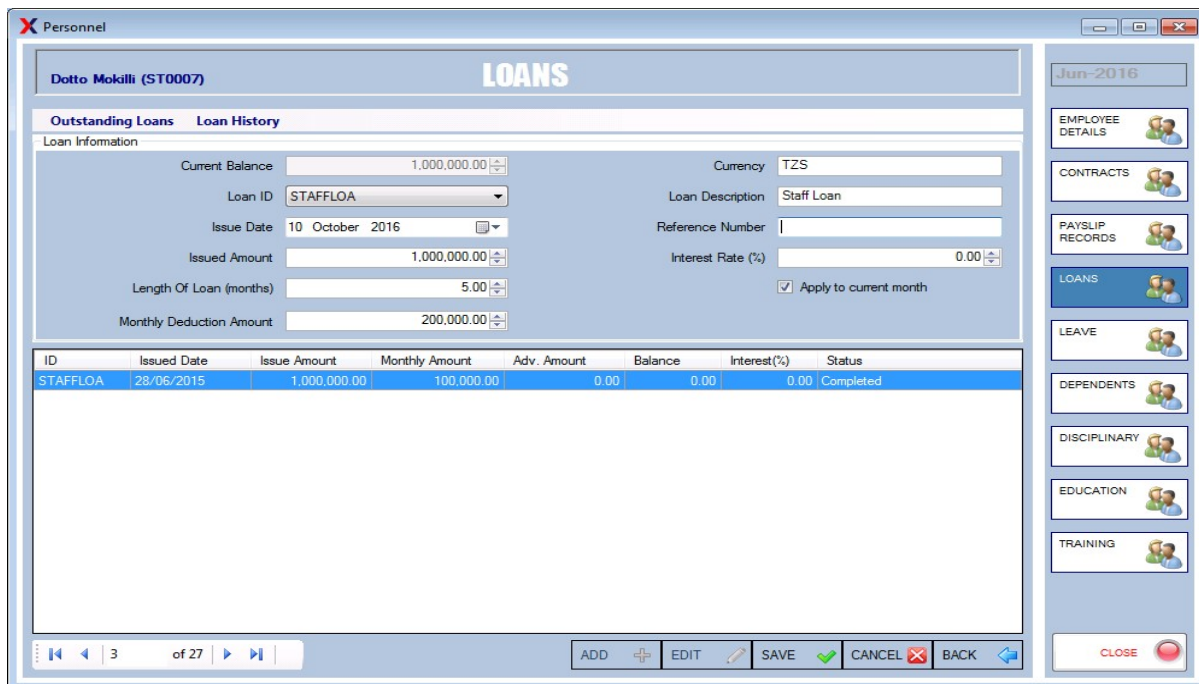 Personnel
Dotto Mokilli (ST0007)
LOANS
Jun-2016
Outstanding Loans Loan History
Loan Information
Current Balance 1,000,000.00 Currency TZS
Loan ID STAFFLOA Loan Description Staff Loan
Issue Date 10 October 2016 Reference Number
Issued Amount 1,000,000.00 Interest Rate (%) 0.00
Length Of Loan (months) 5.00 Apply to current month
Monthly Deduction Amount 200,000.00
ID Issued Date Issue Amount Monthly Amount Adv. Amount Balance Interest(%) Status
STAFFLOA 28/06/2015 1,000,000.00 100,000.00 0.00 0.00 0.00 Completed
3 of 27
ADD EDIT SAVE CANCEL BACK
EMPLOYEE
DETAILS
CONTRACTS
PAYSLIP
RECORDS
LOANS
LEAVE
DEPENDENTS
DISCIPLINARY
EDUCATION
TRAINING
CLOSE